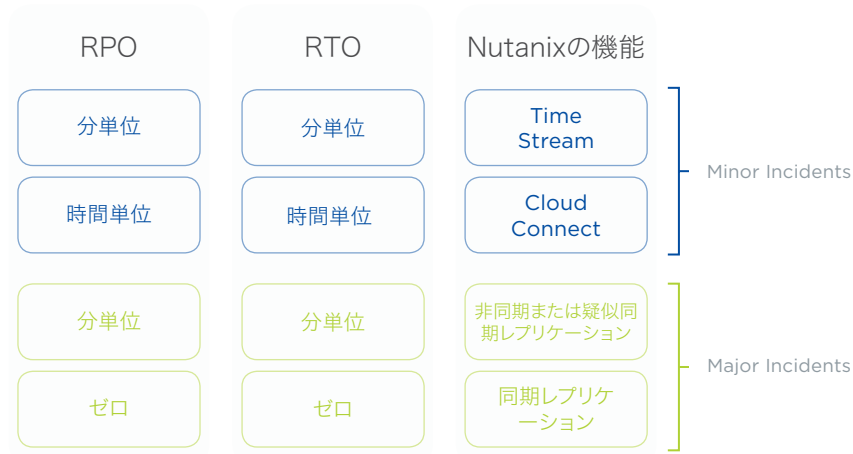 RPO
RTO
Nutanixの機能
分単位
分単位
Time
Stream
時間単位
時間単位
Cloud
Connect
Minor Incidents
分単位
分単位
非同期または疑似同
期レプリケーション
ゼロ
ゼロ
同期レプリケ
ーション
Major Incidents